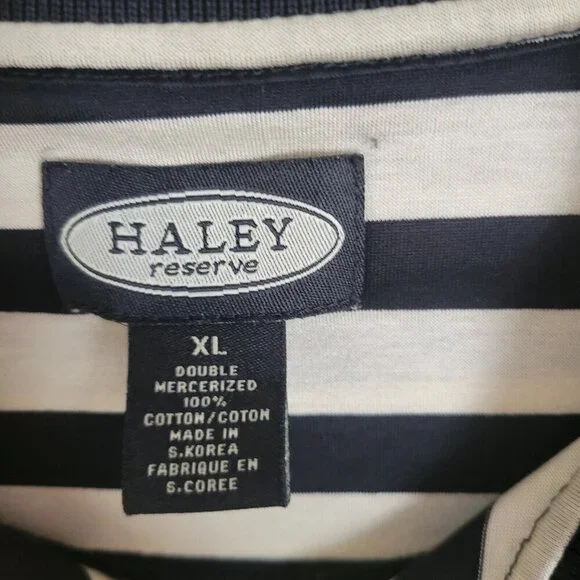 HALEY
reserve
XL
DOUBLE
MERCERIZED
100%
COTTON/COTON
MADE IN
S.KOREA
FABRIQUE EN
S.COREE